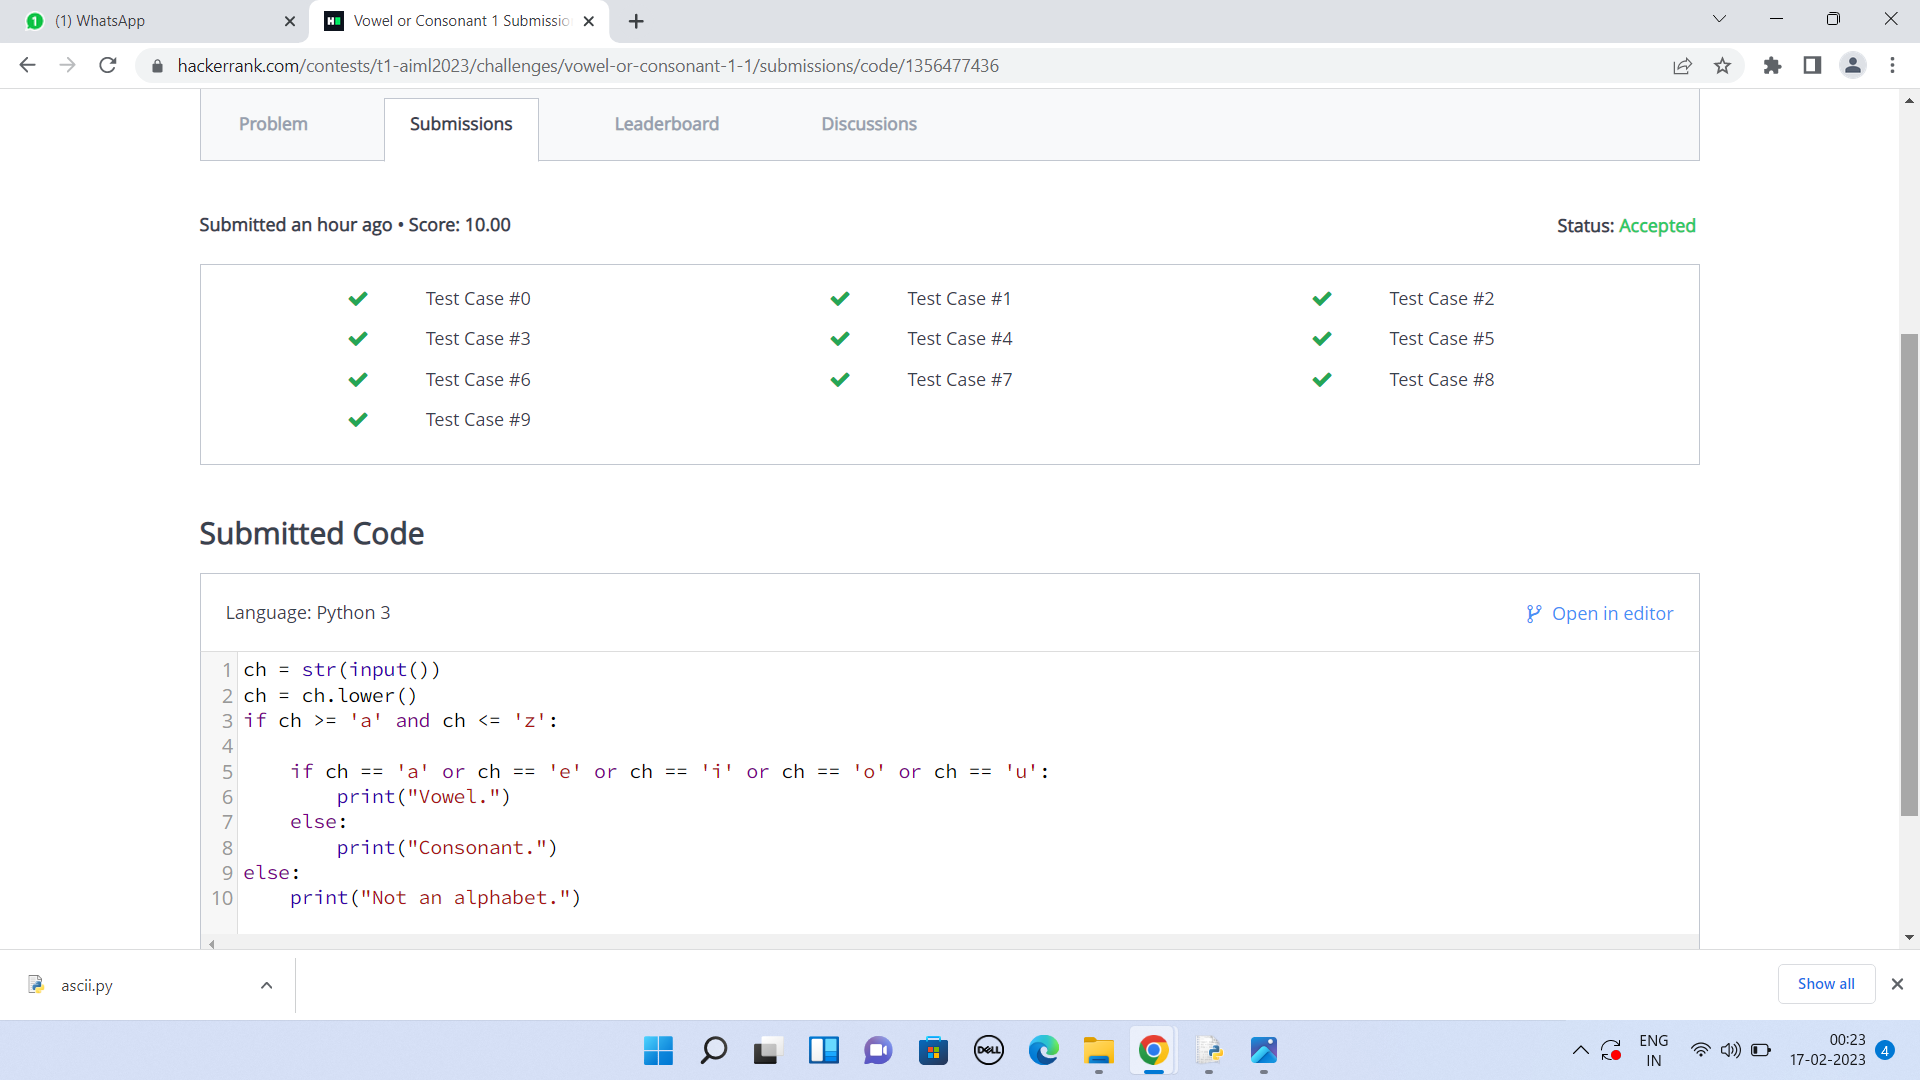 (1) WhatsApp
Vowel or Consonant 1 Submissio
hackerrank.com/contests/t1-aiml2023/challenges/vowel-or-consonant-1-1/submissions/code/1356477436
Problem
Submissions
Leaderboard
Discussions
Submitted an hour ago • Score: 10.00
Status: Accepted
Test Case #0
Test Case #1
Test Case #2
Test Case #3
Test Case #4
Test Case #5
Test Case #6
Test Case #7
Test Case #8
Test Case #9
Submitted Code
Language: Python 3
Open in editor
1 ch = str(input())
2 ch = ch.lower()
3 if ch >= 'a' and ch <= 'z':
4
5     if ch == 'a' or ch == 'e' or ch == 'i' or ch == 'o' or ch == 'u':
6         print("Vowel.")
7     else:
8         print("Consonant.")
9 else:
10     print("Not an alphabet.")
ascii.py
Show all
DELL
ENG
IN
00:23
17-02-2023
4